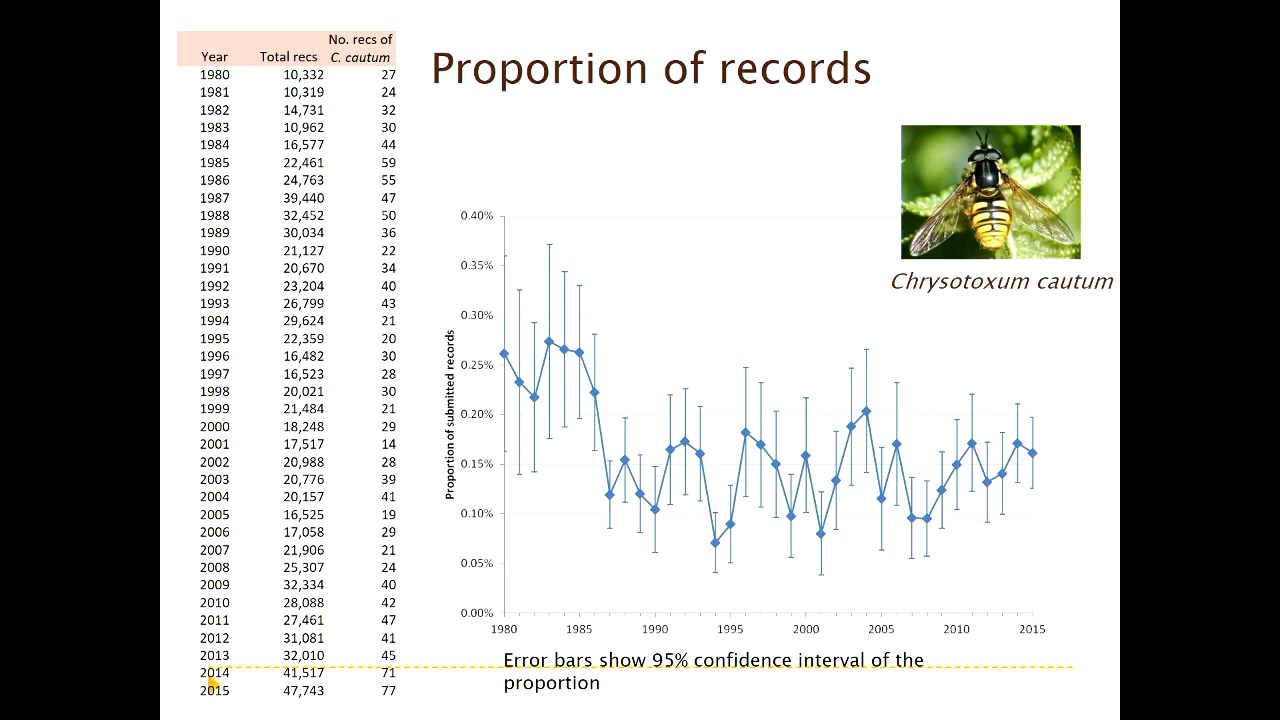 Proportion of records
No. recs of
Year Total recs C. cautum
1980 10,332 27
1981 10,319 24
1982 14,731 32
1983 10,962 30
1984 16,577 44
1985 22,461 59
1986 24,763 55
1987 39,440 47
1988 32,452 50
1989 30,034 36
1990 21,127 22
1991 20,670 34
1992 23,204 40
1993 26,799 43
1994 29,624 21
1995 22,359 20
1996 16,482 30
1997 16,523 28
1998 20,021 30
1999 21,484 21
2000 18,248 29
2001 17,517 14
2002 20,988 28
2003 20,776 39
2004 20,157 41
2005 16,525 19
2006 17,058 29
2007 21,906 21
2008 25,307 24
2009 32,334 40
2010 28,088 42
2011 27,461 47
2012 31,081 41
2013 32,010 45
2014 41,517 71
2015 47,743 77
Chrysotoxum cautum
Proportion of submitted records
0.40%
0.35%
0.30%
0.25%
0.20%
0.15%
0.10%
0.05%
0.00%
1980 1985 1990 1995 2000 2005 2010 2015
Error bars show 95% confidence interval of the
proportion